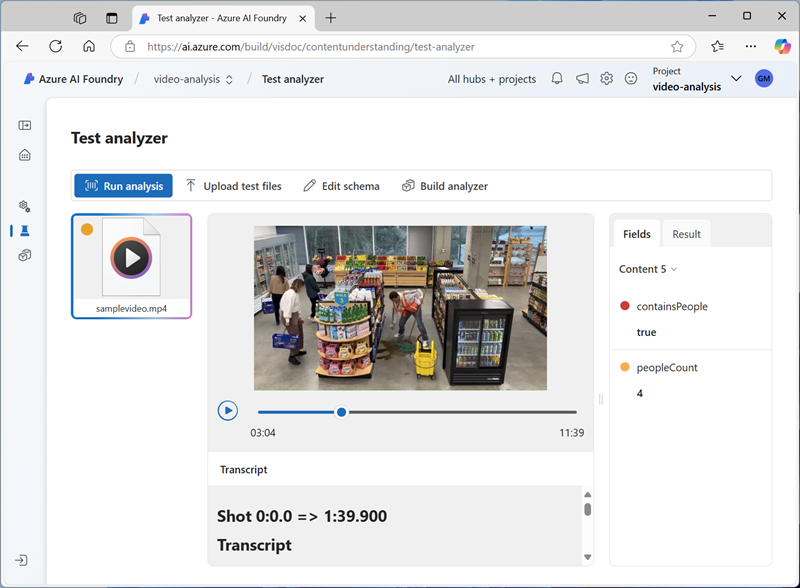 Test analyzer - Azure AI Foundry
https://ai.azure.com/build/visdoc/contentunderstanding/test-analyzer
Azure AI Foundry / video-analysis / Test analyzer
All hubs + projects
Project
video-analysis
GM
Test analyzer
Run analysis
Upload test files
Edit schema
Build analyzer
samplevideo.mp4
03:04
11:39
Transcript
Shot 0:0.0 => 1:39.900
Transcript
Fields
Result
Content 5
containsPeople
true
peopleCount
4